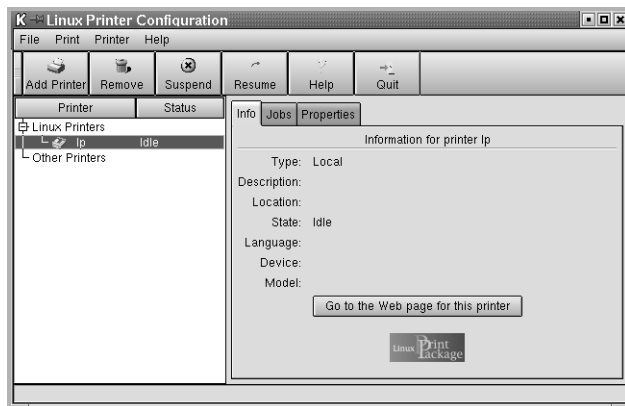 K Linux Printer Configuration
File Print Printer Help
Add Printer Remove Suspend Resume Help Quit
Printer Status
Info Jobs Properties
Linux Printers
lp Idle
Other Printers
Information for printer lp
Type: Local
Description:
Location:
State: Idle
Language:
Device:
Model:
Go to the Web page for this printer
Linux Print Package